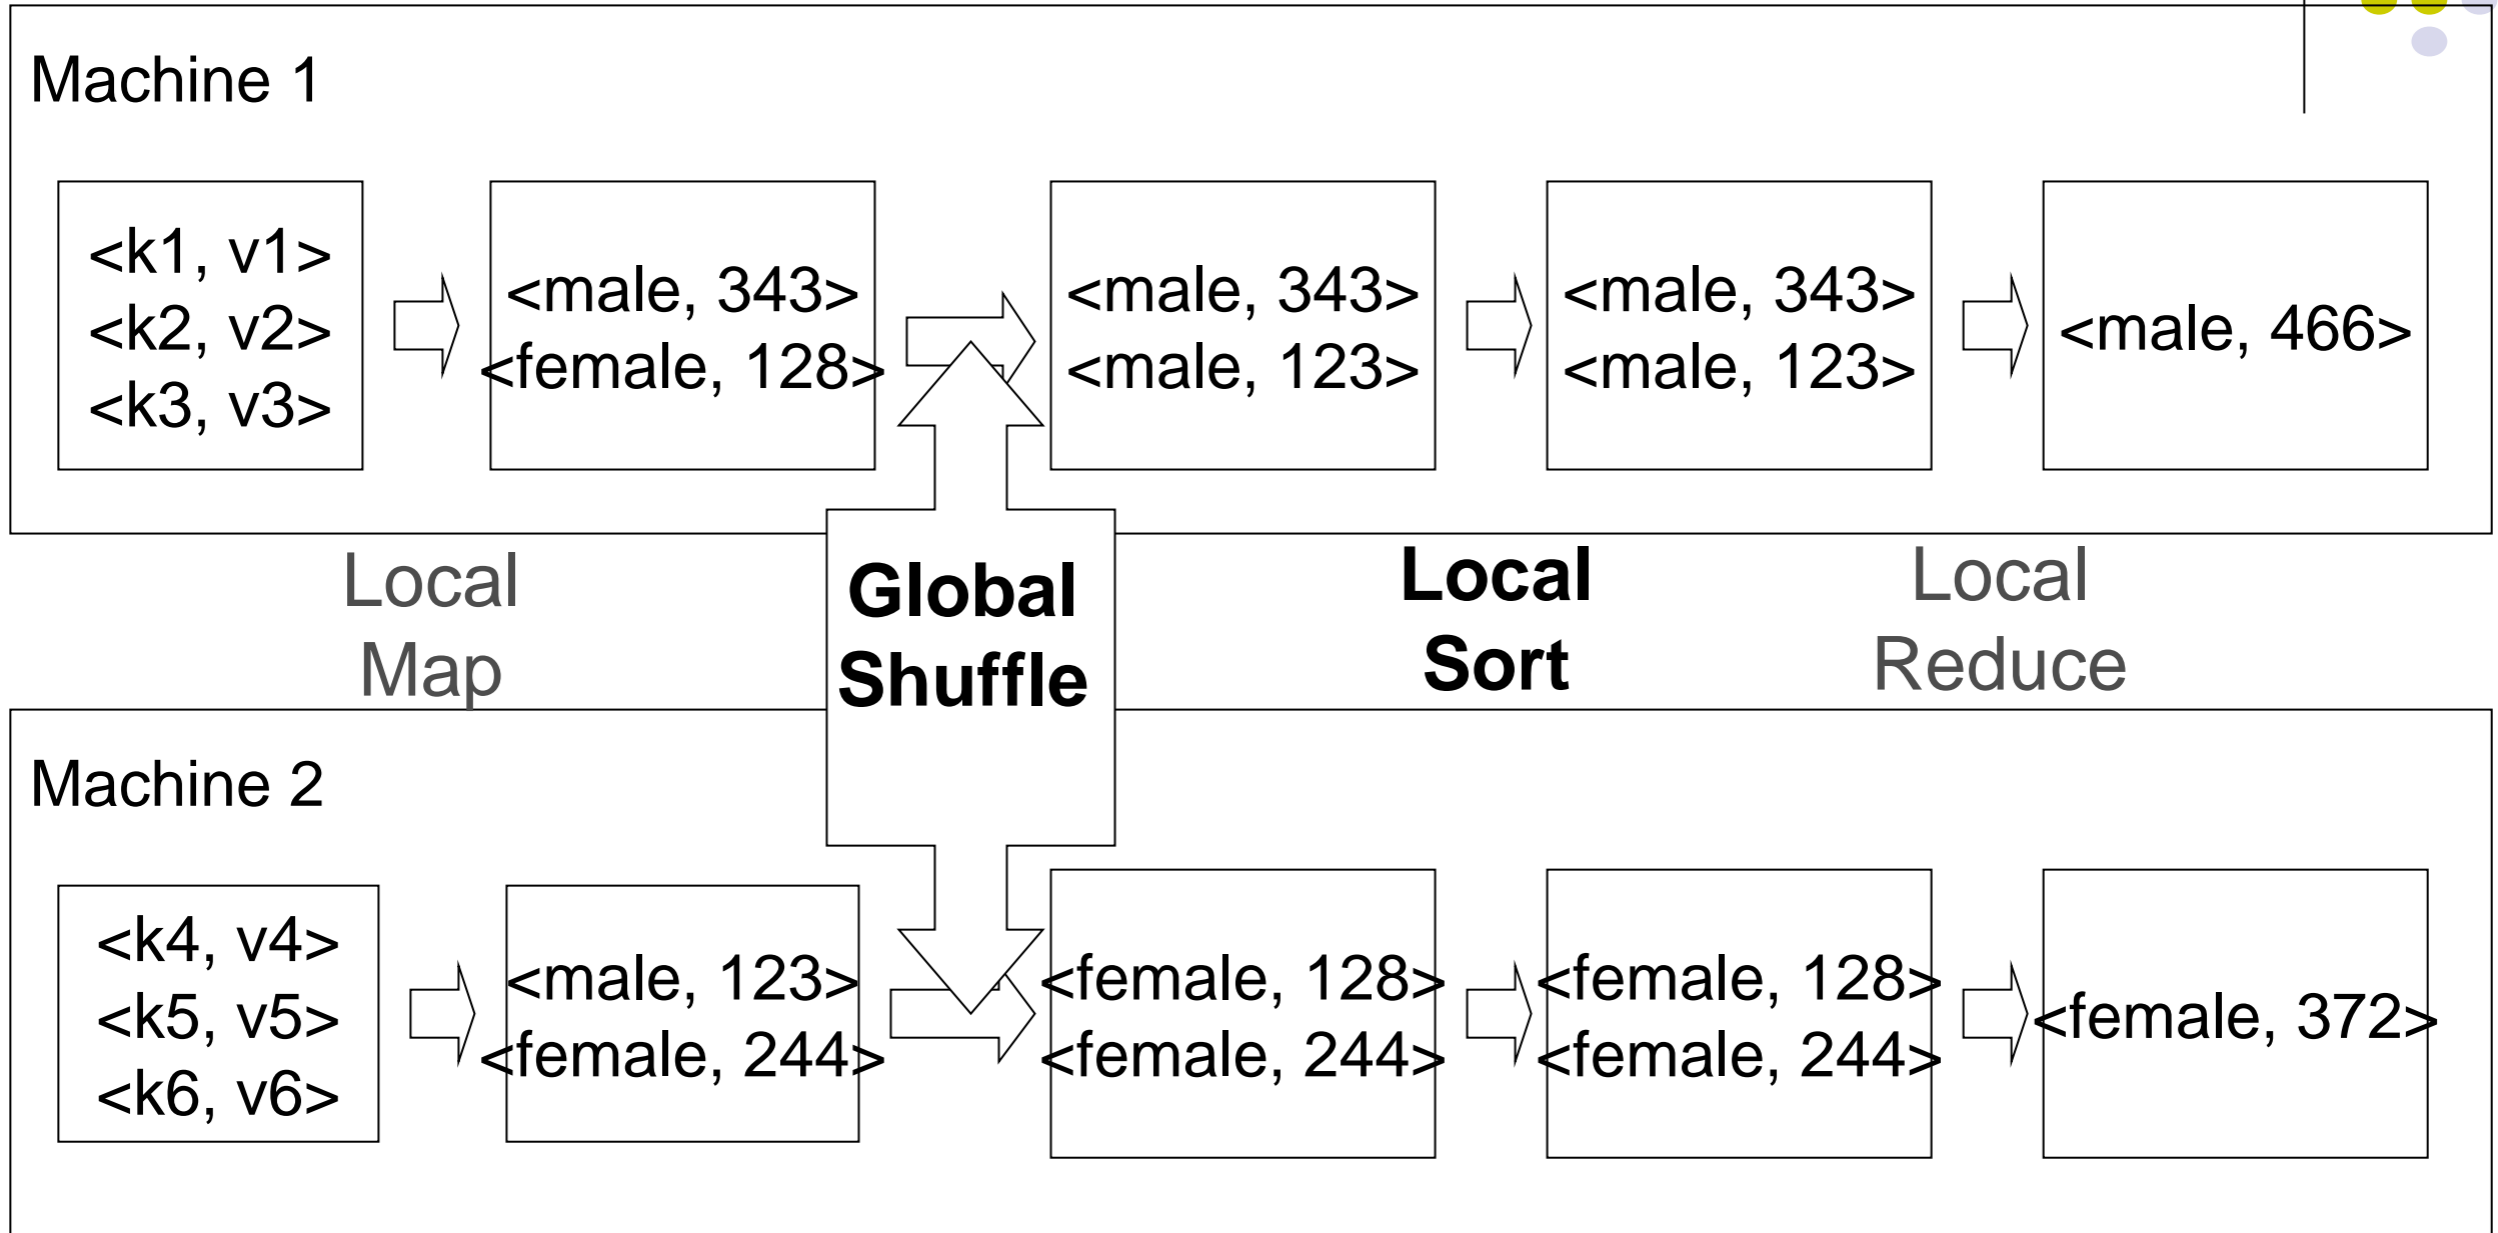 Machine 1
<k1, v1>
<k2, v2>
<k3, v3>
<male, 343>
<female, 128>
<male, 343>
<male, 123>
<male, 343>
<male, 123>
<male, 466>
Local
Map
Global
Shuffle
Local
Sort
Local
Reduce
Machine 2
<k4, v4>
<k5, v5>
<k6, v6>
<male, 123>
<female, 244>
<female, 128>
<female, 244>
<female, 128>
<female, 244>
<female, 372>